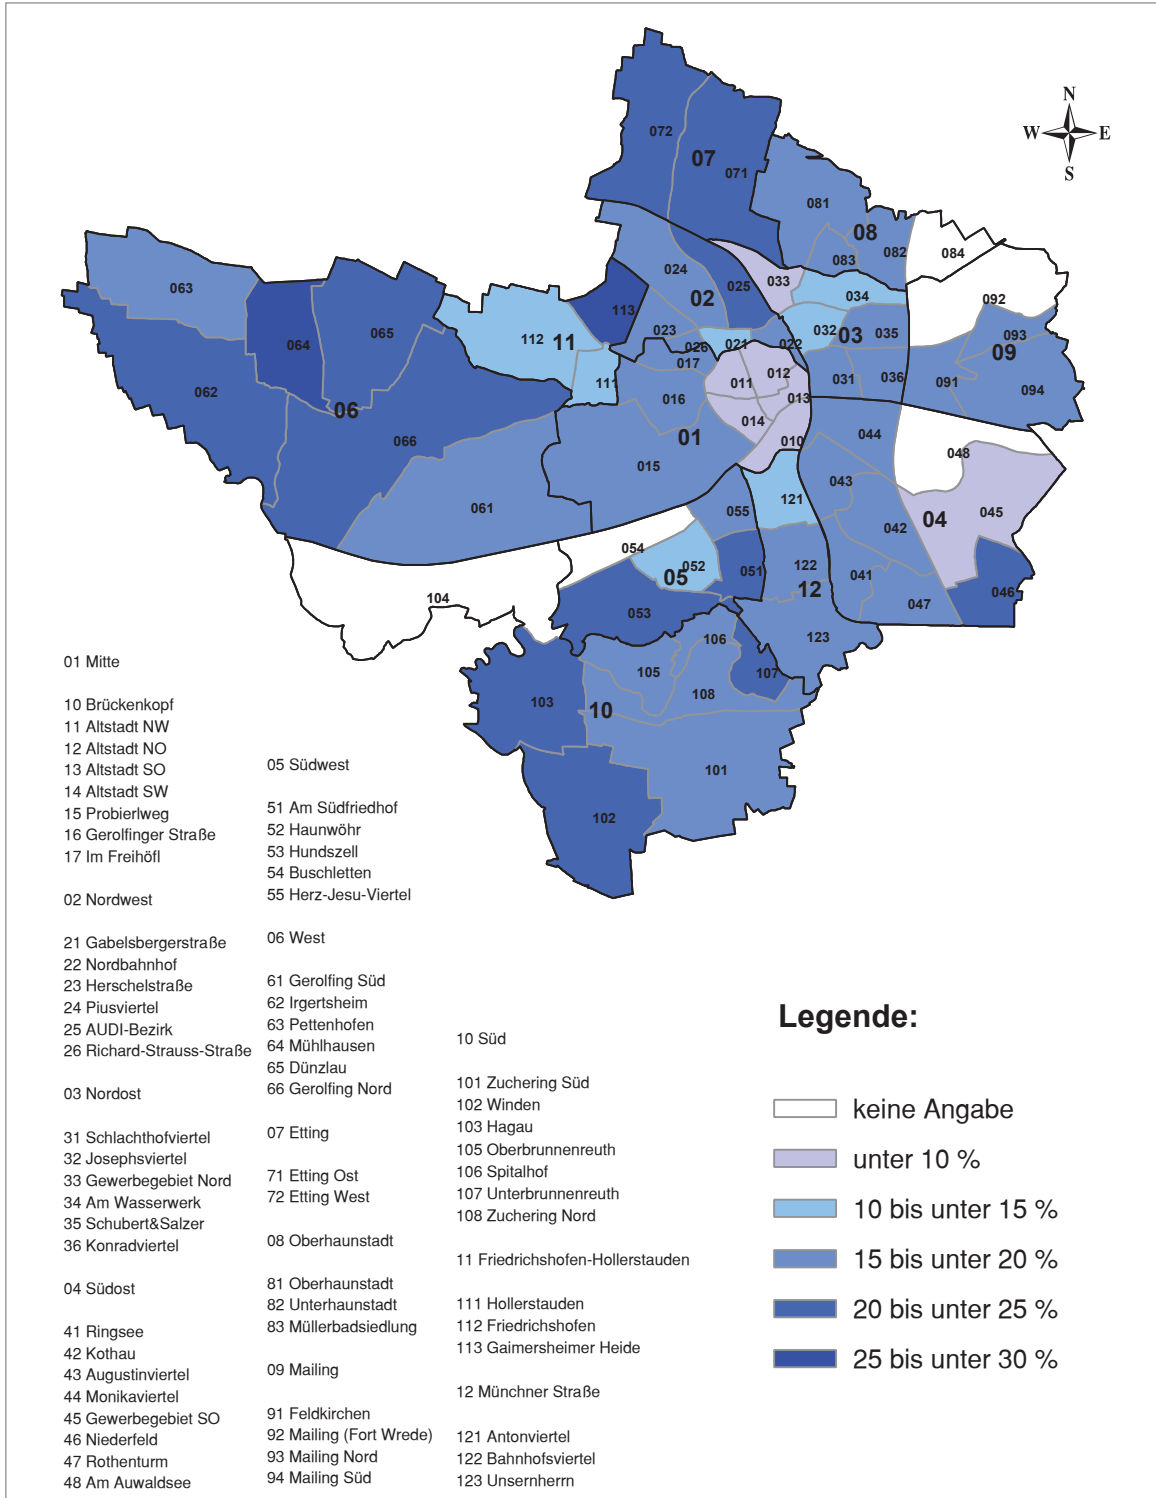 N
W E
S
072
07
071
081
08
082
083
084
063
024
033
025
034
092
02
113
064
065
032
03
035
093
112
11
023
021
022
026
09
017
012
062
111
011
031
036
091
094
016
013
06
014
01
044
066
010
048
015
043
121
061
055
04
045
042
054
052
051
122
041
05
12
046
104
047
053
106
123
105
107
108
103
10
101
102
01 Mitte
10 Brückenkopf
11 Altstadt NW
12 Altstadt NO
13 Altstadt SO
14 Altstadt SW
15 Probierlweg
16 Gerolfinger Straße
17 Im Freihöfl
02 Nordwest
21 Gabelsbergerstraße
22 Nordbahnhof
23 Herschelstraße
24 Piusviertel
25 AUDI-Bezirk
26 Richard-Strauss-Straße
03 Nordost
31 Schlachthofviertel
32 Josephsviertel
33 Gewerbegebiet Nord
34 Am Wasserwerk
35 Schubert&Salzer
36 Konradviertel
04 Südost
41 Ringsee
42 Kothau
43 Augustinviertel
44 Monikaviertel
45 Gewerbegebiet SO
46 Niederfeld
47 Rothenturm
48 Am Auwaldsee
05 Südwest
51 Am Südfriedhof
52 Haunwöhr
53 Hundszell
54 Buschletten
55 Herz-Jesu-Viertel
06 West
61 Gerolfing Süd
62 Irgertsheim
63 Pettenhofen
64 Mühlhausen
65 Dünzlau
66 Gerolfing Nord
07 Etting
71 Etting Ost
72 Etting West
08 Oberhaunstadt
81 Oberhaunstadt
82 Unterhaunstadt
83 Müllerbadsiedlung
09 Mailing
91 Feldkirchen
92 Mailing (Fort Wrede)
93 Mailing Nord
94 Mailing Süd
10 Süd
101 Zuchering Süd
102 Winden
103 Hagau
105 Oberbrunnenreuth
106 Spitalhof
107 Unterbrunnenreuth
108 Zuchering Nord
11 Friedrichshofen-Hollerstauden
111 Hollerstauden
112 Friedrichshofen
113 Gaimersheimer Heide
12 Münchner Straße
121 Antonviertel
122 Bahnhofsviertel
123 Unsernherrn
Legende:
keine Angabe
unter 10 %
10 bis unter 15 %
15 bis unter 20 %
20 bis unter 25 %
25 bis unter 30 %